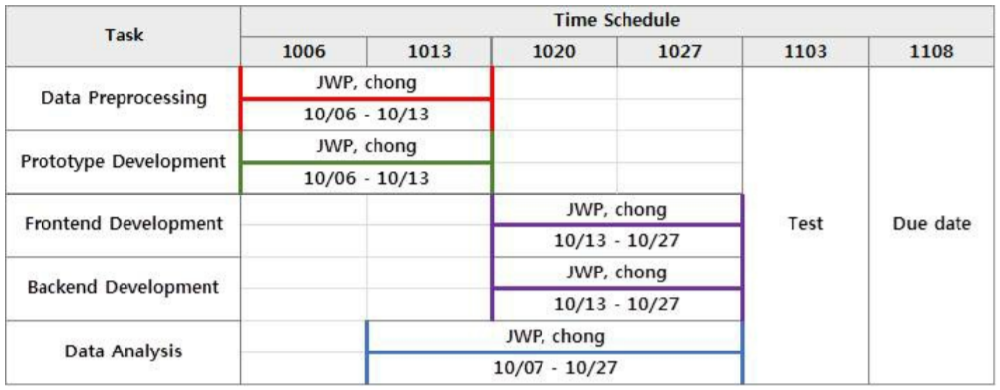 Task
Time Schedule
1006 1013 1020 1027 1103 1108
Data Preprocessing
JWP, chong
10/06 - 10/13
Prototype Development
JWP, chong
10/06 - 10/13
Frontend Development
JWP, chong
10/13 - 10/27
Test
Due date
Backend Development
JWP, chong
10/13 - 10/27
Data Analysis
JWP, chong
10/07 - 10/27